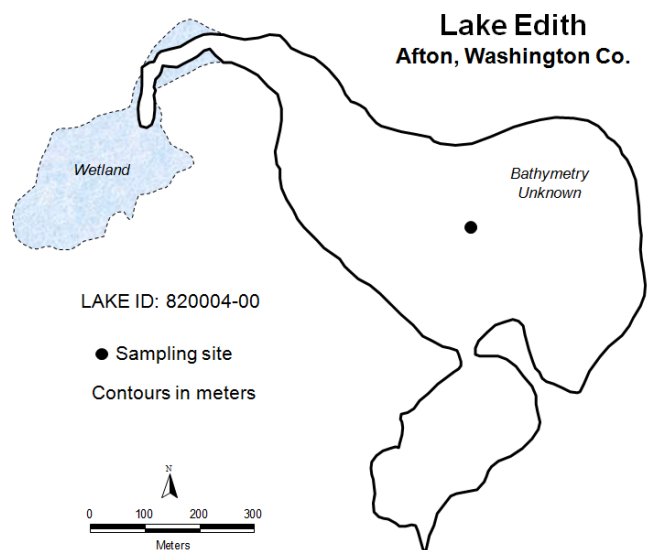 Lake Edith
Afton, Washington Co.
Wetland
Bathymetry
Unknown
LAKE ID: 820004-00
Sampling site
Contours in meters
N
0 100 200 300
Meters